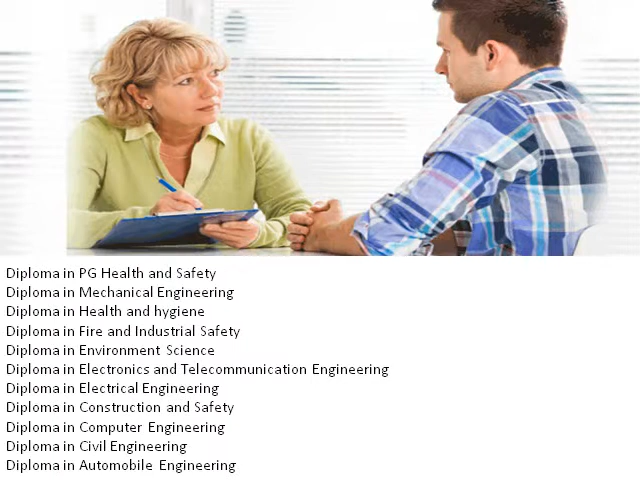 Diploma in PG Health and Safety
Diploma in Mechanical Engineering
Diploma in Health and hygiene
Diploma in Fire and Industrial Safety
Diploma in Environment Science
Diploma in Electronics and Telecommunication Engineering
Diploma in Electrical Engineering
Diploma in Construction and Safety
Diploma in Computer Engineering
Diploma in Civil Engineering
Diploma in Automobile Engineering